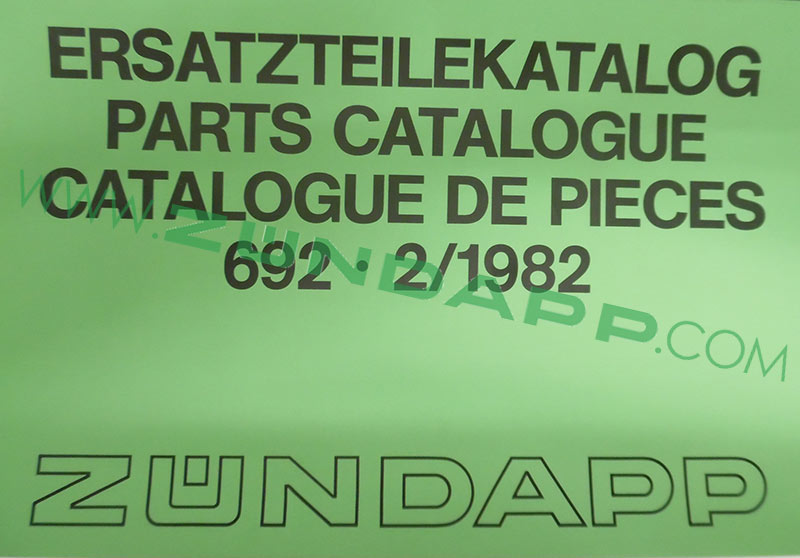 ERSATZTEILEKATALOG
PARTS CATALOGUE
CATALOGUE DE PIECES
692 · 2/1982
www.ZÜNDAPP.COM
ZÜNDAPP